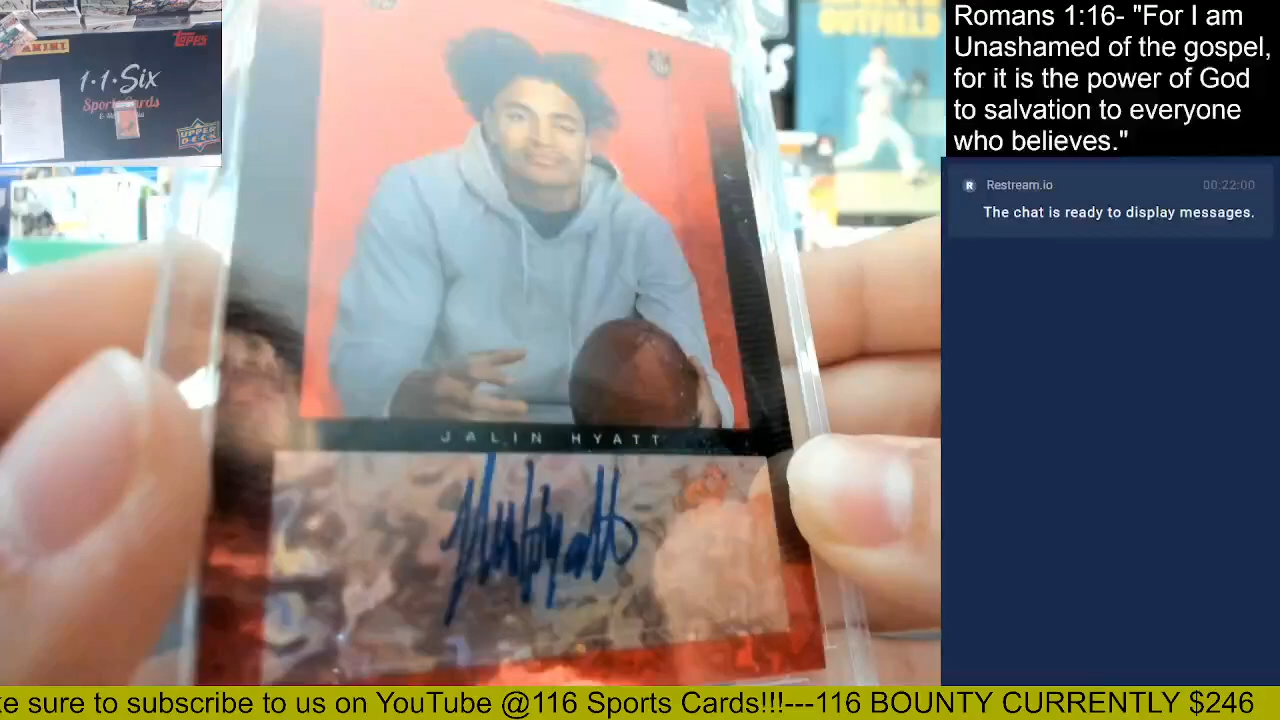 PANINI
Topps
1·1·Six
Sports Cards
UPPER
DECK
OUTFIELD
JALIN HYATT
Romans 1:16- "For I am
Unashamed of the gospel,
for it is the power of God
to salvation to everyone
who believes."
Restream.io
00:22:00
The chat is ready to display messages.
ke sure to subscribe to us on YouTube @116 Sports Cards!!!---116 BOUNTY CURRENTLY $246